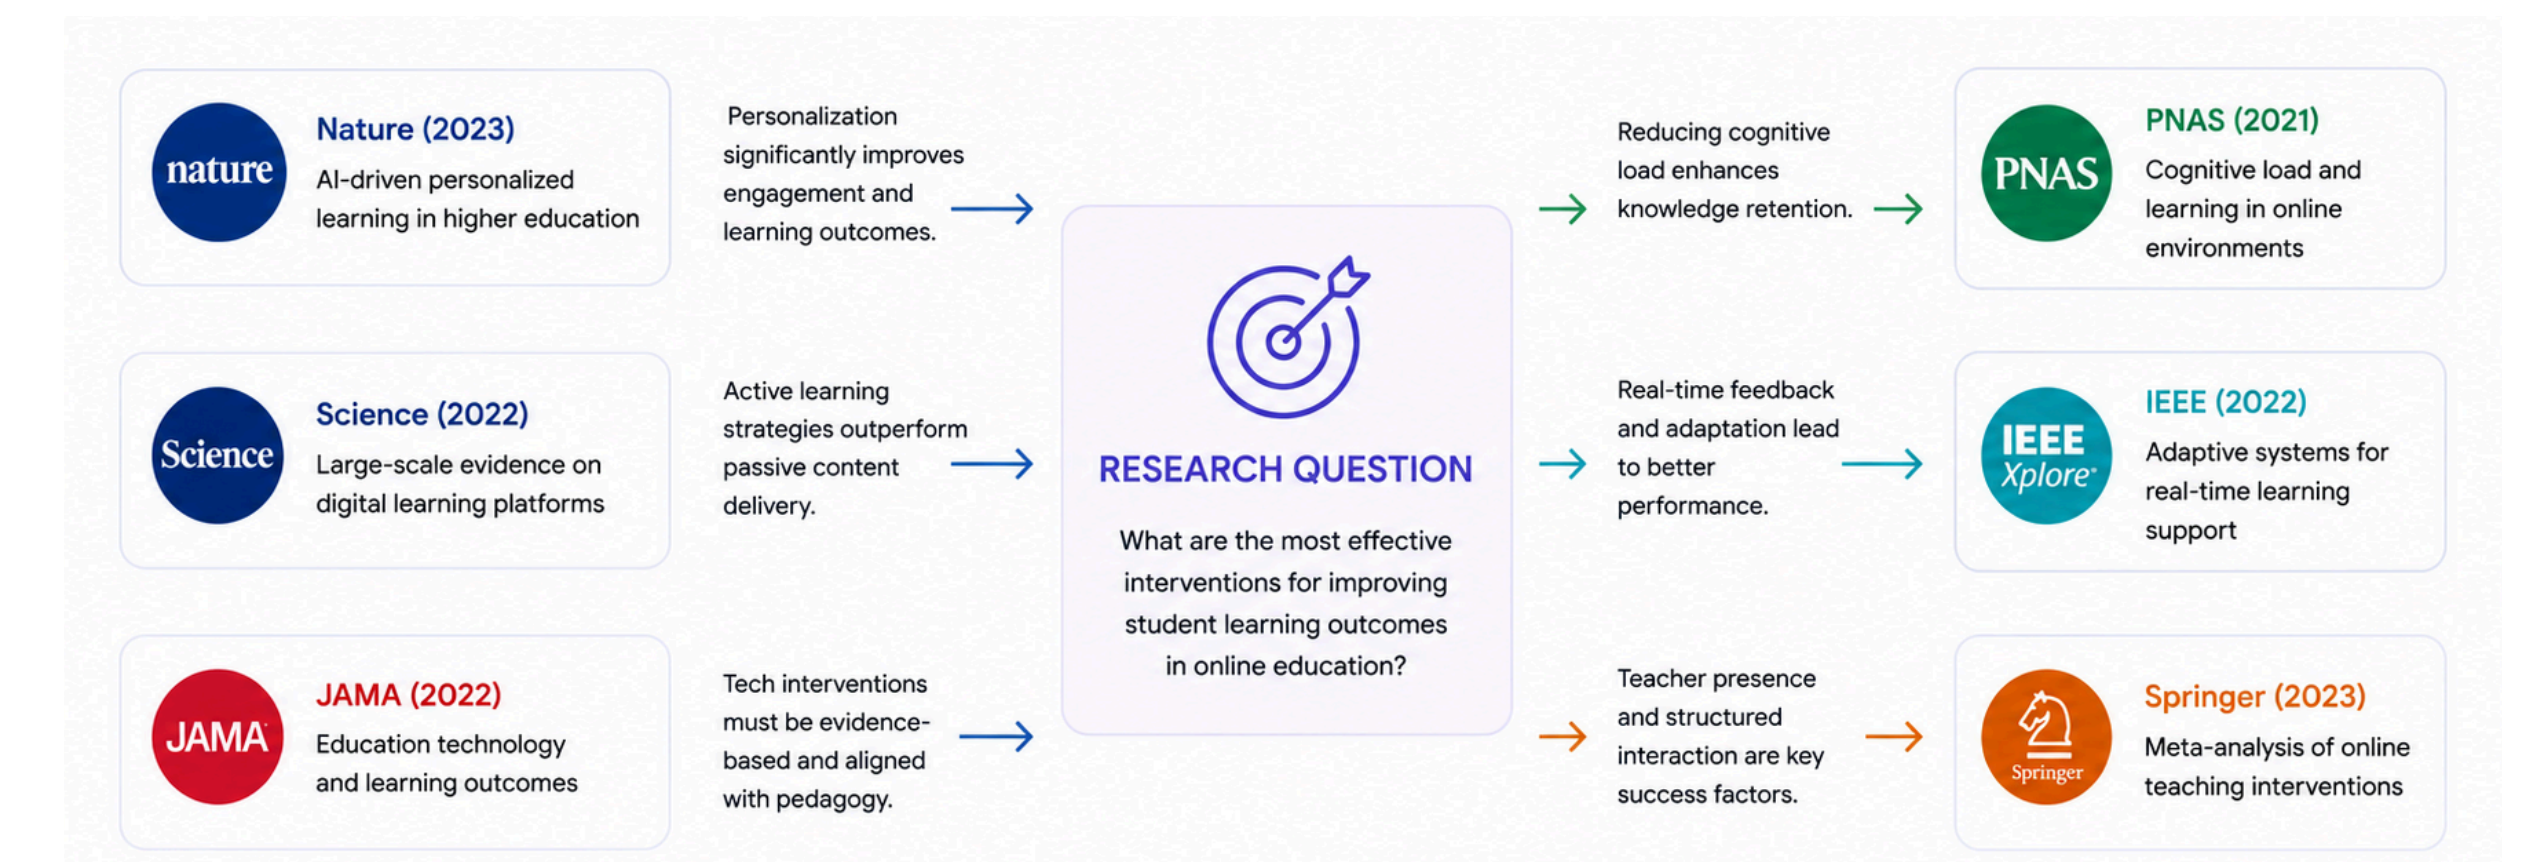 nature
Nature (2023)
AI-driven personalized
learning in higher education
Personalization
significantly improves
engagement and
learning outcomes.
Science
Science (2022)
Large-scale evidence on
digital learning platforms
Active learning
strategies outperform
passive content
delivery.
JAMA
JAMA (2022)
Education technology
and learning outcomes
Tech interventions
must be evidence-
based and aligned
with pedagogy.
RESEARCH QUESTION
What are the most effective
interventions for improving
student learning outcomes
in online education?
Reducing cognitive
load enhances
knowledge retention.
PNAS
PNAS (2021)
Cognitive load and
learning in online
environments
Real-time feedback
and adaptation lead
to better
performance.
IEEE
Xplore
IEEE (2022)
Adaptive systems for
real-time learning
support
Teacher presence
and structured
interaction are key
success factors.
Springer
Springer (2023)
Meta-analysis of online
teaching interventions